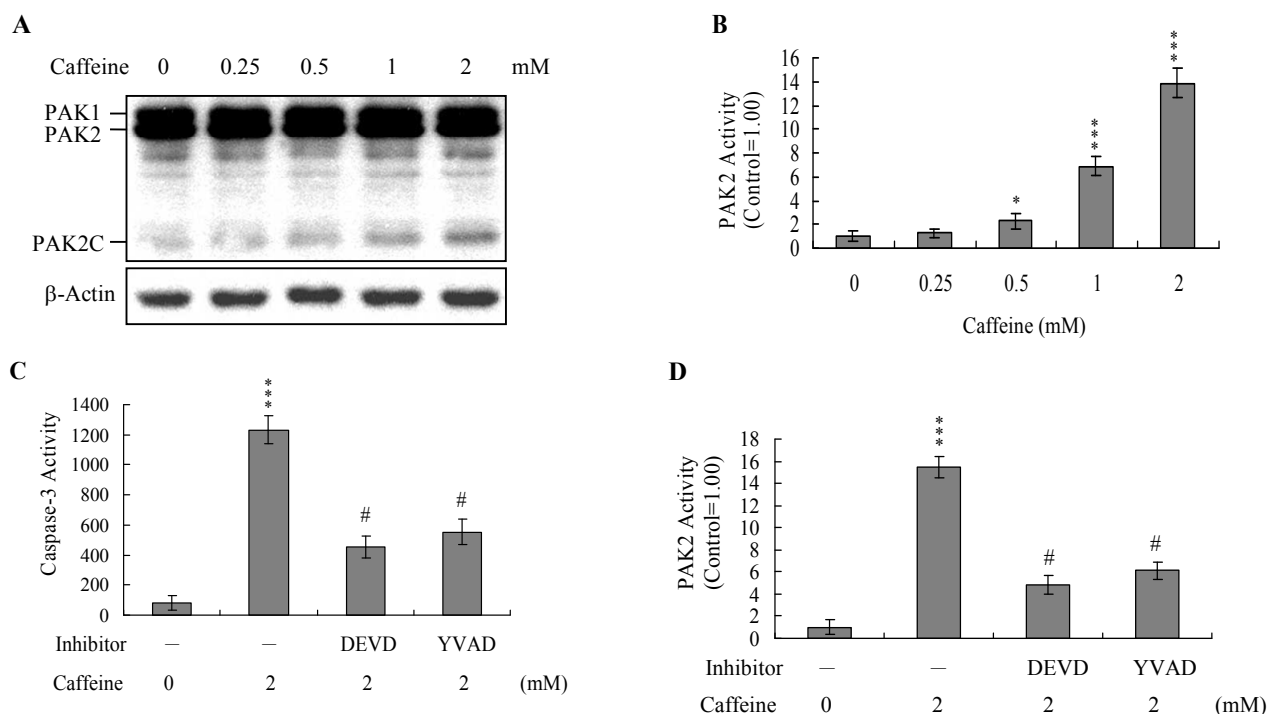 A
Caffeine 0 0.25 0.5 1 2 mM
PAK1
PAK2
PAK2C
β-Actin
B
PAK2 Activity
(Control=1.00)
16
14
12
10
8
6
4
2
0
*
***
***
0 0.25 0.5 1 2
Caffeine (mM)
C
Caspase-3 Activity
1400
1200
1000
800
600
400
200
0
***
#
#
Inhibitor — — DEVD YVAD
Caffeine 0 2 2 2 (mM)
D
PAK2 Activity
(Control=1.00)
18
16
14
12
10
8
6
4
2
0
***
#
#
Inhibitor — — DEVD YVAD
Caffeine 0 2 2 2 (mM)